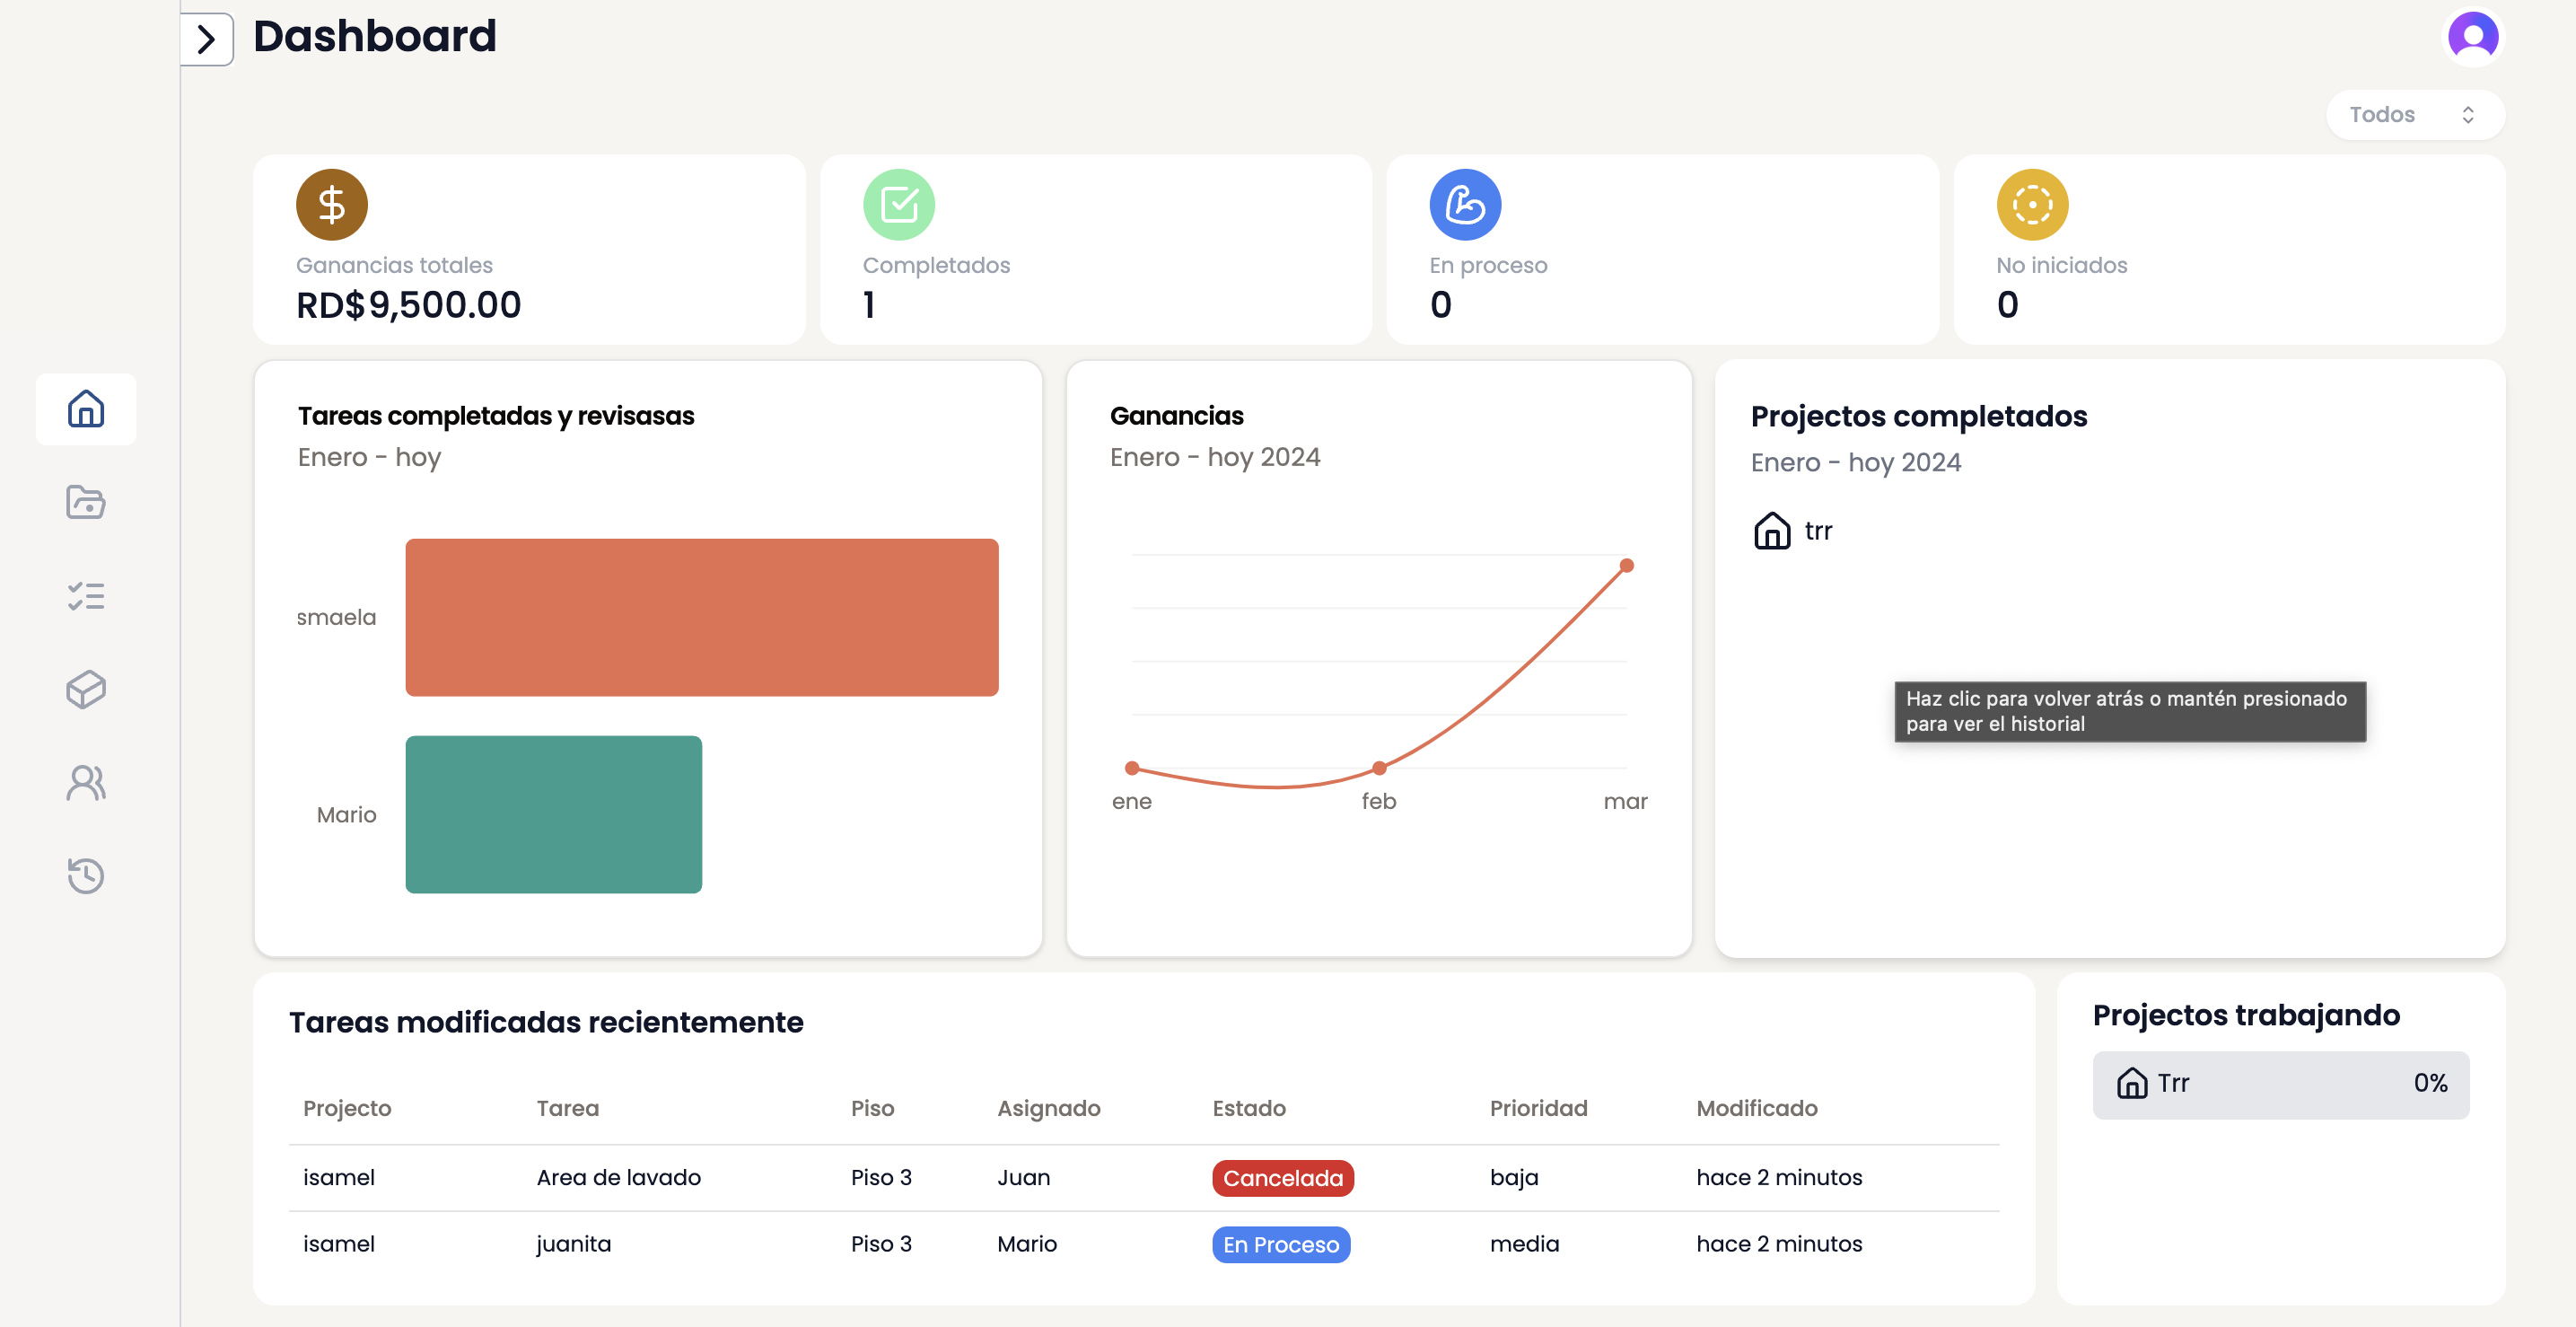 Dashboard
Todos
Ganancias totales
RD$9,500.00
Completados
1
En proceso
0
No iniciados
0
Tareas completadas y revisasas
Enero - hoy
smaela
Mario
Ganancias
Enero - hoy 2024
ene feb mar
Projectos completados
Enero - hoy 2024
trr
Haz clic para volver atrás o mantén presionado
para ver el historial
Tareas modificadas recientemente
Projecto Tarea Piso Asignado Estado Prioridad Modificado
isamel Area de lavado Piso 3 Juan Cancelada baja hace 2 minutos
isamel juanita Piso 3 Mario En Proceso media hace 2 minutos
Projectos trabajando
Trr 0%